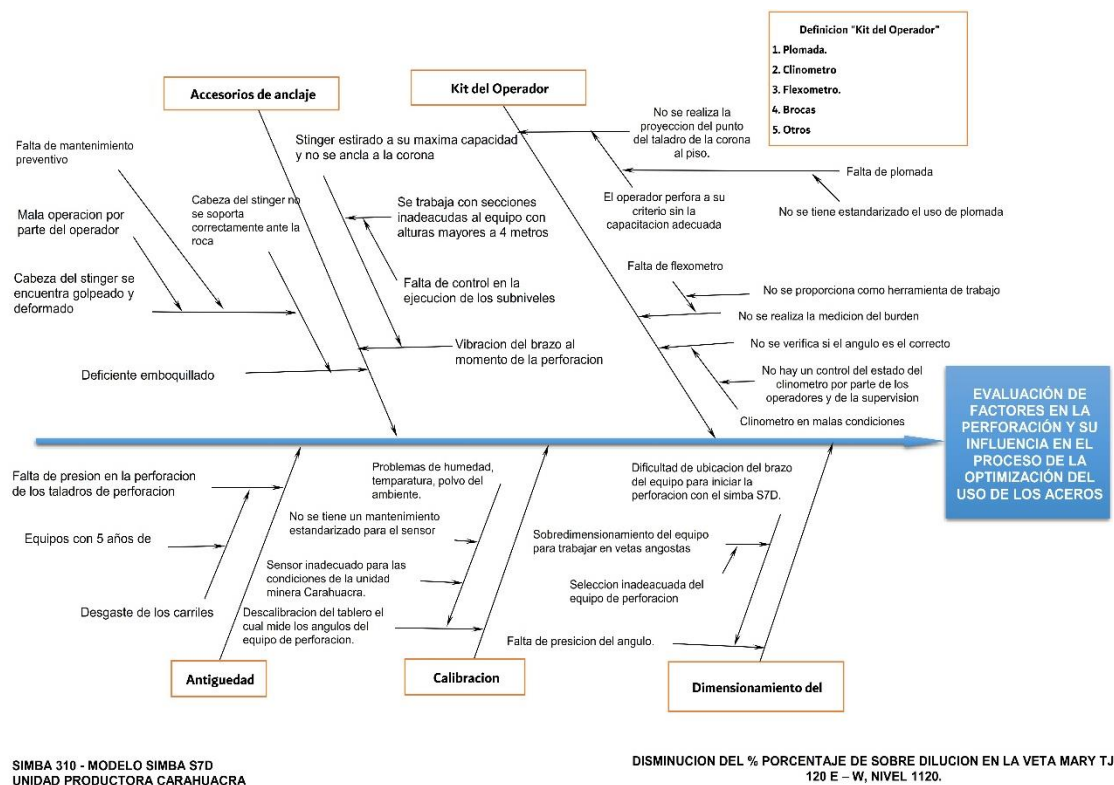 Definicion "Kit del Operador"
1. Plomada.
2. Clinometro
3. Flexometro.
4. Brocas
5. Otros
Accesorios de anclaje
Kit del Operador
Falta de mantenimiento
preventivo
Mala operacion por
parte del operador
Cabeza del stinger se
encuentra golpeado y
deformado
Cabeza del stinger no
se soporta
correctamente ante la
roca
Deficiente emboquillado
Stinger estirado a su maxima capacidad
y no se ancla a la corona
Se trabaja con secciones
inadeacudas al equipo con
alturas mayores a 4 metros
Falta de control en la
ejecucion de los subniveles
Vibracion del brazo al
momento de la perforacion
No se realiza la
proyeccion del punto
del taladro de la corona
al piso.
Falta de plomada
El operador perfora a su
criterio sin la
capacitacion adecuada
No se tiene estandarizado el uso de plomada
Falta de flexometro
No se proporciona como herramienta de trabajo
No se realiza la medicion del burden
No se verifica si el angulo es el correcto
No hay un control del estado del
clinometro por parte de los
operadores y de la supervision
Clinometro en malas condiciones
EVALUACIÓN DE
FACTORES EN LA
PERFORACIÓN Y SU
INFLUENCIA EN EL
PROCESO DE LA
OPTIMIZACIÓN DEL
USO DE LOS ACEROS
Falta de presion en la perforacion
de los taladros de perforacion
Equipos con 5 años de
Desgaste de los carriles
Problemas de humedad,
temperatura, polvo del
ambiente.
No se tiene un mantenimiento
estandarizado para el sensor
Sensor inadecuado para las
condiciones de la unidad
minera Carahuacra.
Descalibracion del tablero el
cual mide los angulos del
equipo de perforacion.
Dificultad de ubicacion del brazo
del equipo para iniciar la
perforacion con el simba S7D.
Sobredimensionamiento del equipo
para trabajar en vetas angostas
Seleccion inadeacuada del
equipo de perforacion
Falta de presicion del angulo.
Antiguedad
Calibracion
Dimensionamiento del
SIMBA 310 - MODELO SIMBA S7D
UNIDAD PRODUCTORA CARAHUACRA
DISMINUCION DEL % PORCENTAJE DE SOBRE DILUCION EN LA VETA MARY TJ
120 E – W, NIVEL 1120.